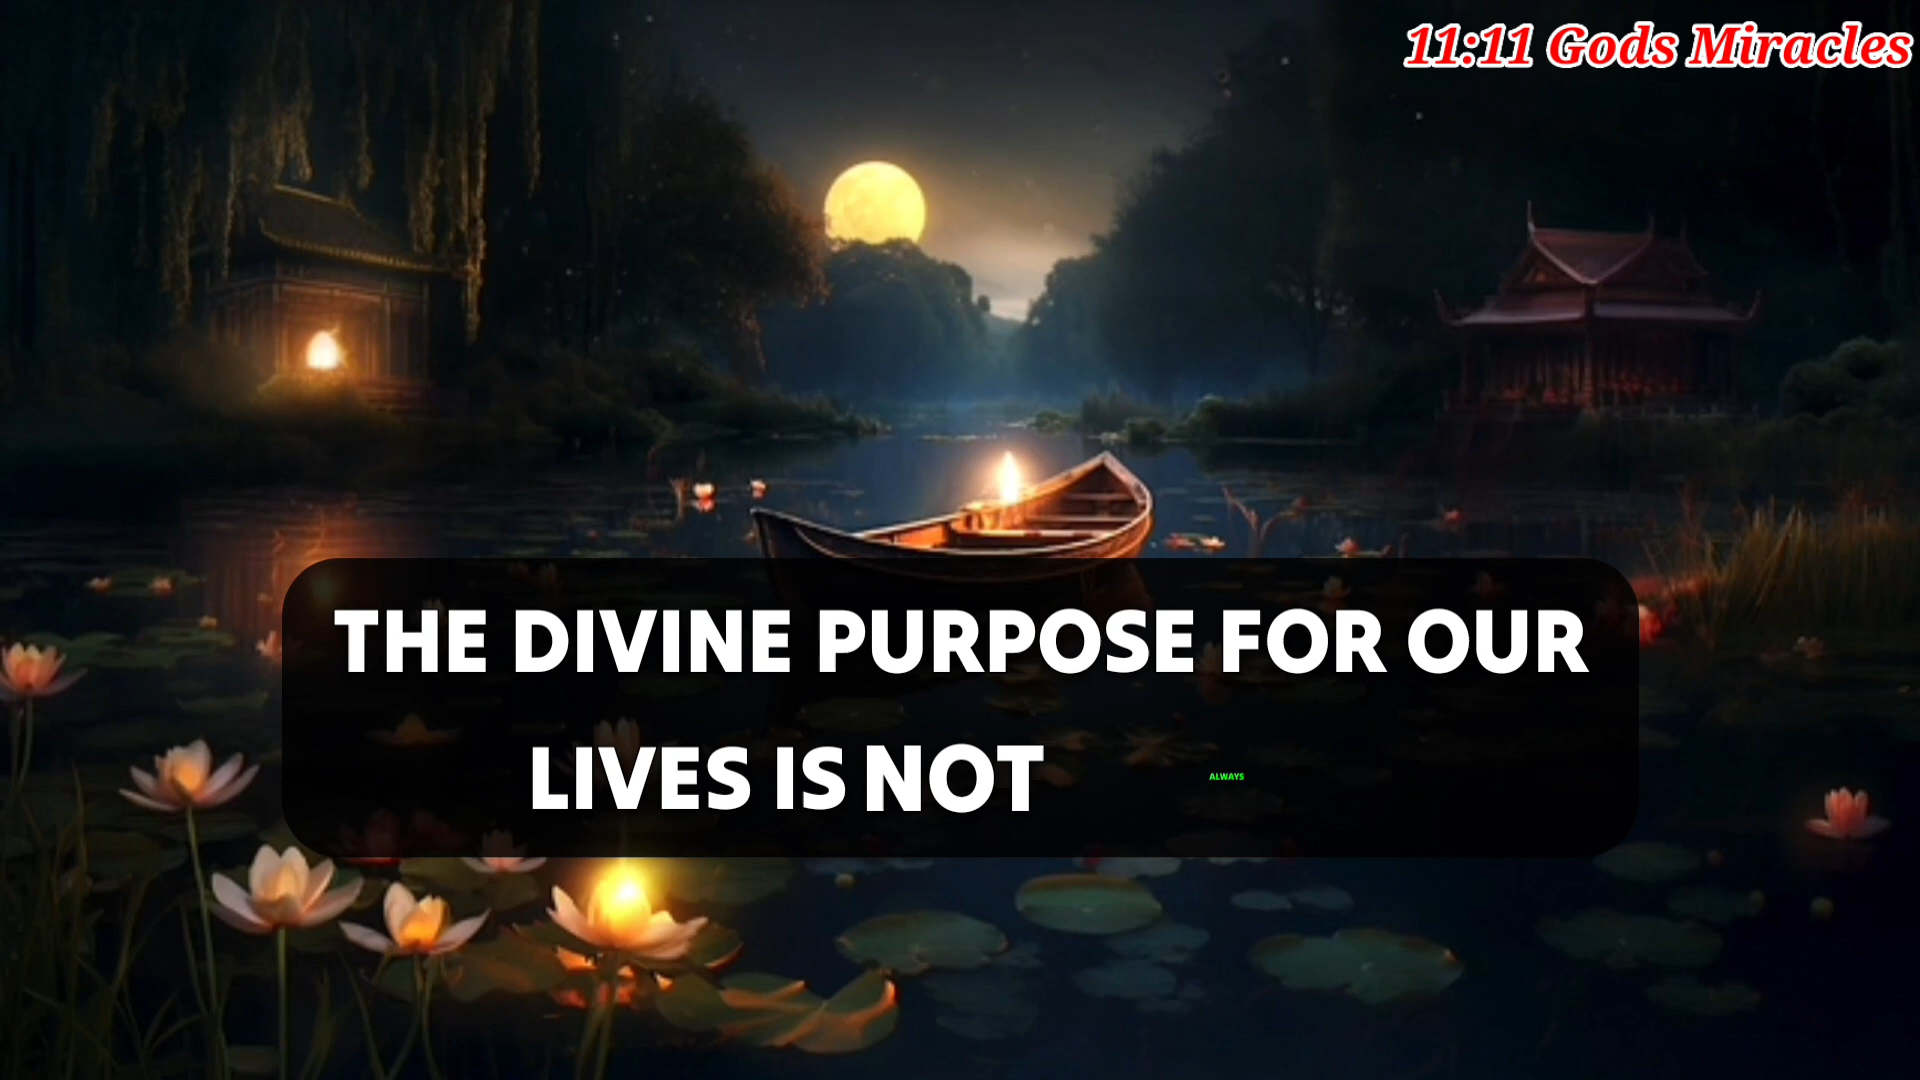 11:11 Gods Miracles
THE DIVINE PURPOSE FOR OUR
LIVES IS NOT ALWAYS